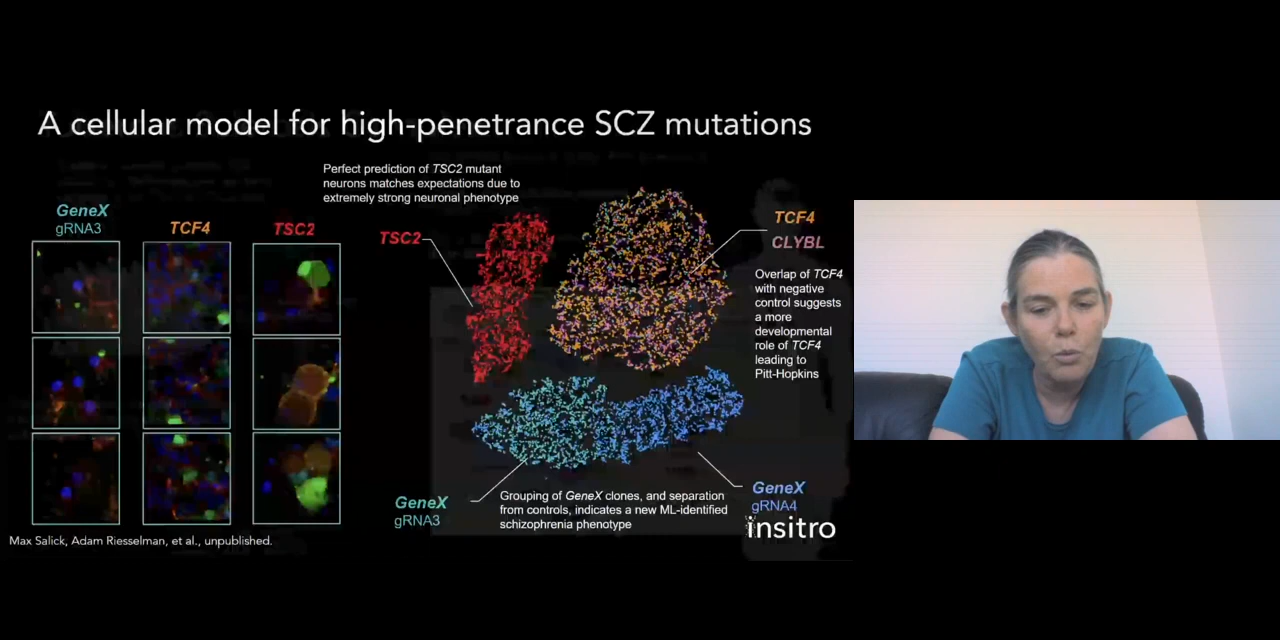 A cellular model for high-penetrance SCZ mutations
Perfect prediction of TSC2 mutant
neurons matches expectations due to
extremely strong neuronal phenotype
GeneX
gRNA3
TCF4
TSC2
TSC2
TCF4
CLYBL
Overlap of TCF4
with negative
control suggests
a more
developmental
role of TCF4
leading to
Pitt-Hopkins
GeneX
gRNA3
Grouping of GeneX clones, and separation
from controls, indicates a new ML-identified
schizophrenia phenotype
GeneX
gRNA4
insitro
Max Salick, Adam Riesselman, et al., unpublished.